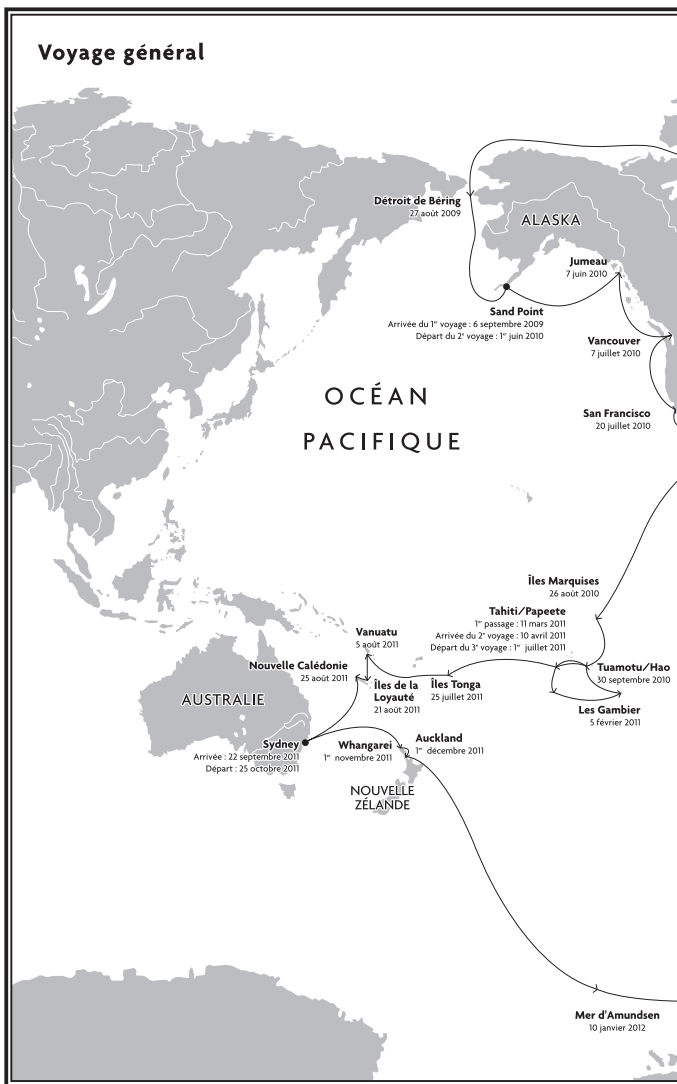 Voyage général
Détroit de Béring
27 août 2009
ALASKA
Jumeau
7 juin 2010
Sand Point
Arrivée du 1er voyage : 6 septembre 2009
Départ du 2e voyage : 1er juin 2010
Vancouver
7 juillet 2010
OCÉAN
PACIFIQUE
San Francisco
20 juillet 2010
Îles Marquises
26 août 2010
Tahiti/Papeete
1er passage : 11 mars 2011
Arrivée du 2e voyage : 10 avril 2011
Départ du 3e voyage : 1er juillet 2011
Vanuatu
5 août 2011
Nouvelle Calédonie
25 août 2011
Îles de la
Loyauté
21 août 2011
Îles Tonga
25 juillet 2011
Tuamotu/Hao
30 septembre 2010
Les Gambier
5 février 2011
AUSTRALIE
Sydney
Arrivée : 22 septembre 2011
Départ : 25 octobre 2011
Whangarei
1er novembre 2011
Auckland
1er décembre 2011
NOUVELLE
ZÉLANDE
Mer d'Amundsen
10 janvier 2012